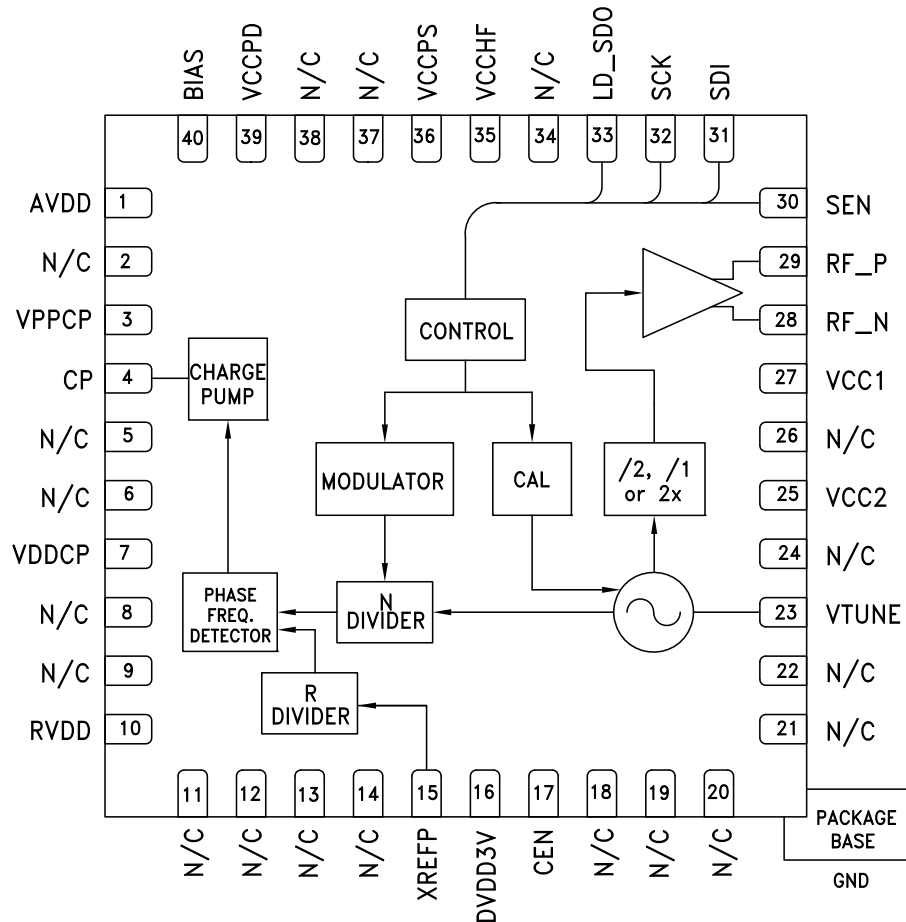 BIAS
VCCPD
N/C
N/C
VCCPS
VCCHF
N/C
LD_SDO
SCK
SDI
40
39
38
37
36
35
34
33
32
31
AVDD
1
30
SEN
N/C
2
29
RF_P
VPPCP
3
28
RF_N
CONTROL
CP
4
CHARGE
PUMP
27
VCC1
N/C
5
26
N/C
MODULATOR
CAL
/2, /1
or 2x
N/C
6
25
VCC2
VDDCP
7
24
N/C
PHASE
FREQ.
DETECTOR
N
DIVIDER
N/C
8
23
VTUNE
N/C
9
22
N/C
R
DIVIDER
RVDD
10
21
N/C
11
12
13
14
15
16
17
18
19
20
N/C
N/C
N/C
N/C
XREFP
DVDD3V
CEN
N/C
N/C
N/C
PACKAGE
BASE
GND